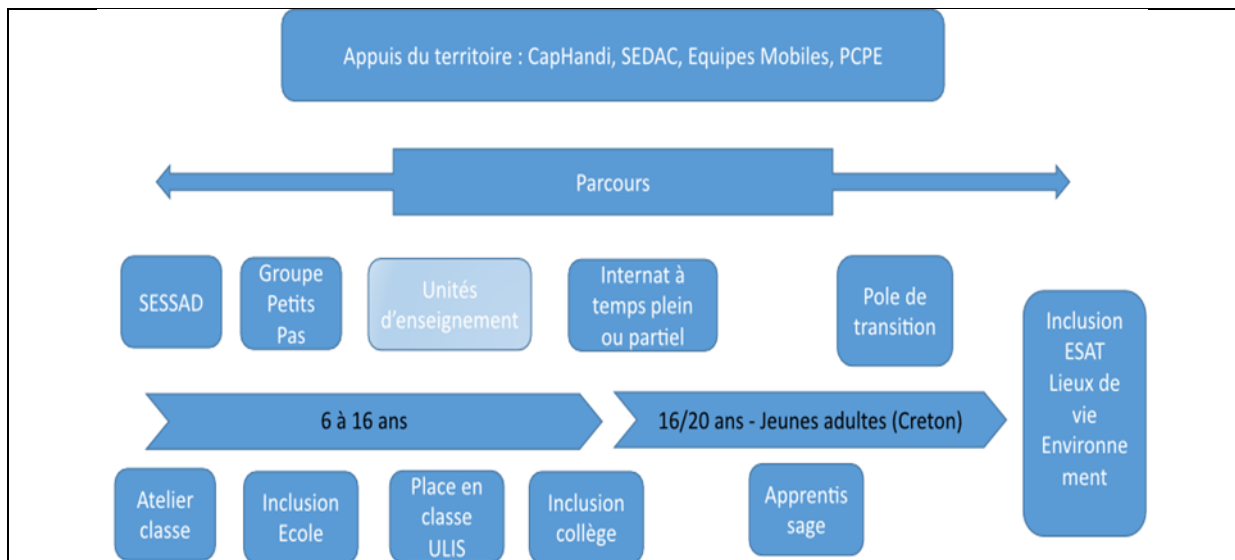 Appuis du territoire : CapHandi, SEDAC, Equipes Mobiles, PCPE
Parcours
SESSAD
Groupe
Petits
Pas
Unités
d'enseignement
Internat à
temps plein
ou partiel
Pole de
transition
Inclusion
ESAT
Lieux de
vie
Environne
ment
6 à 16 ans
16/20 ans - Jeunes adultes (Creton)
Atelier
classe
Inclusion
Ecole
Place en
classe
ULIS
Inclusion
collège
Apprentis
sage